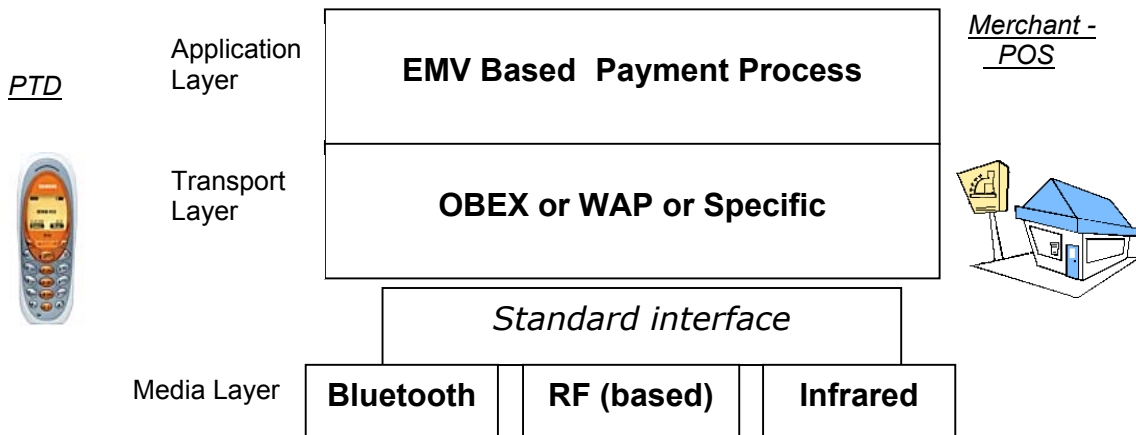 PTD
Application
Layer
EMV Based  Payment Process
Merchant -
POS
Transport
Layer
OBEX or WAP or Specific
Standard interface
Media Layer
Bluetooth
RF (based)
Infrared